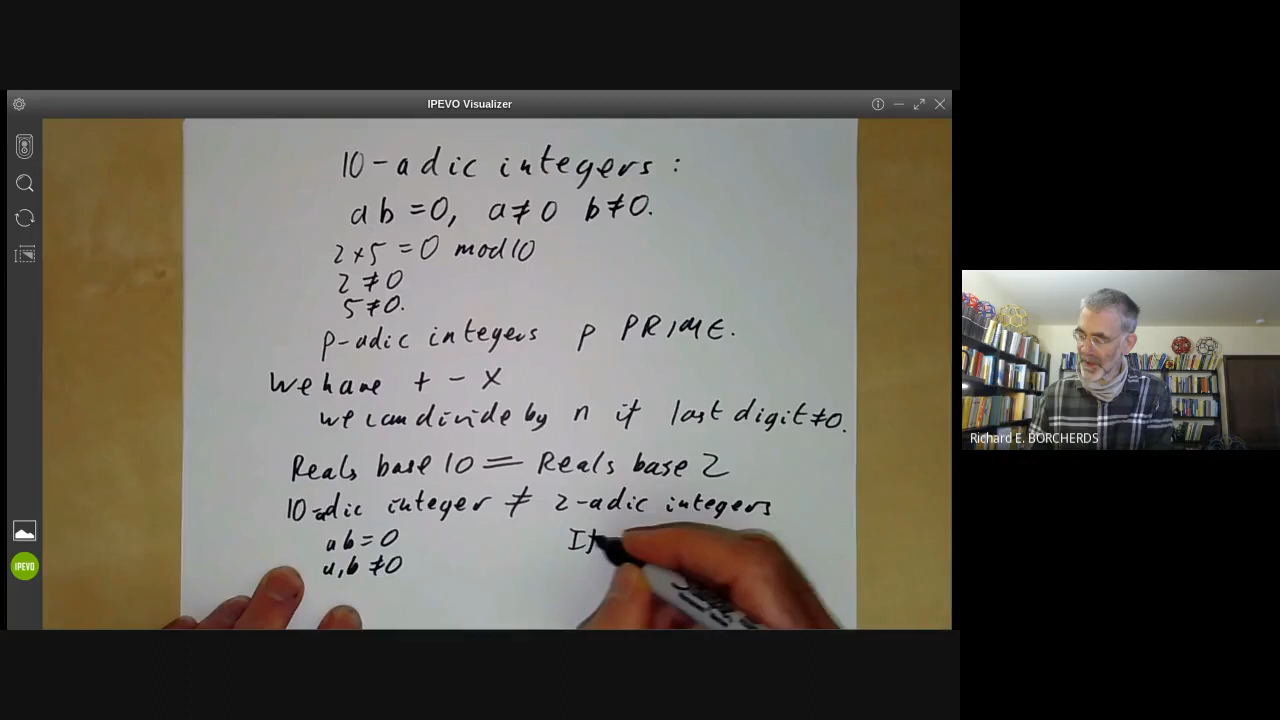 IPEVO Visualizer
10-adic integers :
ab = 0, a ≠ 0 b ≠ 0.
2 × 5 = 0 mod 10
2 ≠ 0
5 ≠ 0.
p-adic integers p PRIME.
We have + - ×
we can divide by n if last digit ≠ 0.
Reals base 10 = Reals base 2
10-adic integer ≠ 2-adic integers
ab = 0
a, b ≠ 0
If
IPEVO
Richard E. BORCHERDS